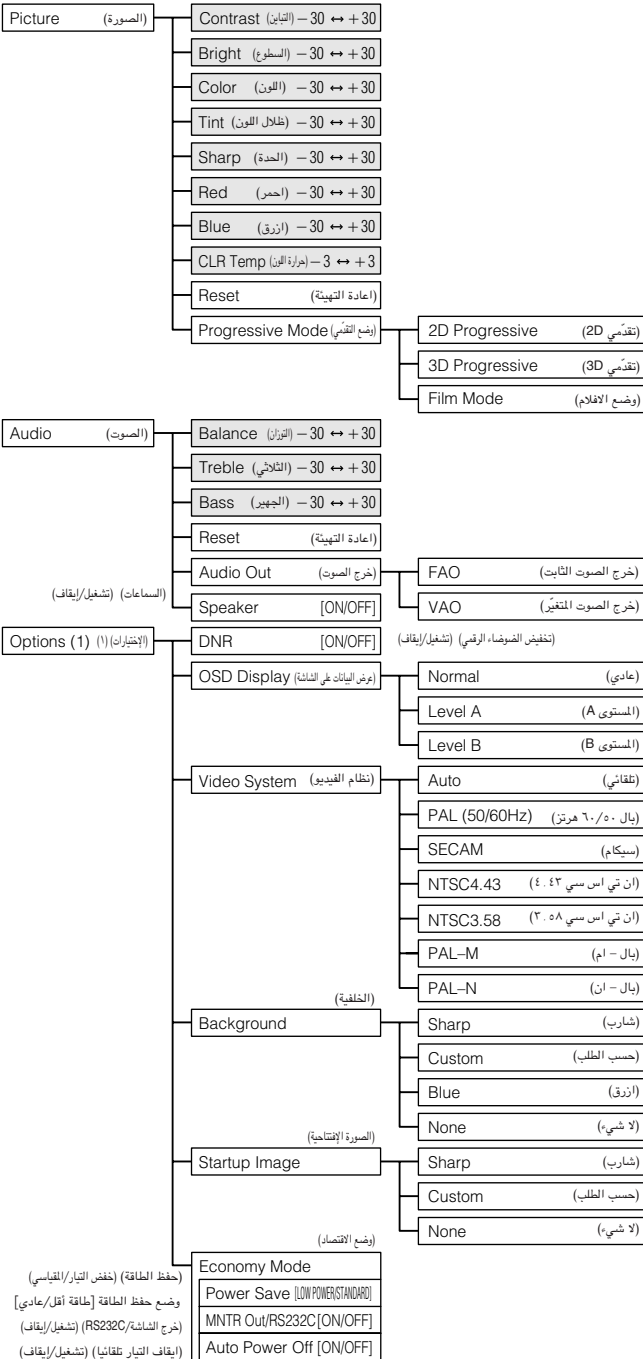 Picture (الصورة)
Contrast (التباين) −30 ↔ +30
Bright (السطوع) −30 ↔ +30
Color (اللون) −30 ↔ +30
Tint (ظلال اللون) −30 ↔ +30
Sharp (الحدة) −30 ↔ +30
Red (احمر) −30 ↔ +30
Blue (ازرق) −30 ↔ +30
CLR Temp (حرارة اللون) −3 ↔ +3
Reset (اعادة التهيئة)
Progressive Mode (وضع التقدّمي)
2D Progressive (تقدّمي 2D)
3D Progressive (تقدّمي 3D)
Film Mode (وضع الافلام)
Audio (الصوت)
Balance (التوزان) −30 ↔ +30
Treble (الثلاثي) −30 ↔ +30
Bass (الجهير) −30 ↔ +30
Reset (اعادة التهيئة)
Audio Out (خرج الصوت)
FAO (خرج الصوت الثابت)
VAO (خرج الصوت المتغيّر)
(السماعات) (تشغيل/إيقاف)
Speaker [ON/OFF]
Options (1) (الإختيارات) (١)
DNR [ON/OFF]
(تخفيض الضوضاء الرقمي) (تشغيل/إيقاف)
OSD Display (عرض البيانات على الشاشة)
Normal (عادي)
Level A (المستوى A)
Level B (المستوى B)
Video System (نظام الفيديو)
Auto (تلقائي)
PAL (50/60Hz) (بال ٦٠/٥٠ هرتز)
SECAM (سيكام)
NTSC4.43 (ان تي اس سي ٤.٤٣)
NTSC3.58 (ان تي اس سي ٣.٥٨)
PAL–M (بال – ام)
PAL–N (بال – ان)
(الخلفية)
Background
Sharp (شارب)
Custom (حسب الطلب)
Blue (ازرق)
None (لا شيء)
(الصورة الإفتتاحية)
Startup Image
Sharp (شارب)
Custom (حسب الطلب)
None (لا شيء)
(وضع الاقتصاد)
Economy Mode
(حفظ الطاقة) (خفض التيار/القياسي)
Power Save [LOW POWER/STANDARD]
وضع حفظ الطاقة [طاقة أقل/عادي]
MNTR Out/RS232C [ON/OFF]
(خرج الشاشة/RS232C) (تشغيل/إيقاف)
Auto Power Off [ON/OFF]
(ايقاف التيار تلقائيا) (تشغيل/إيقاف)